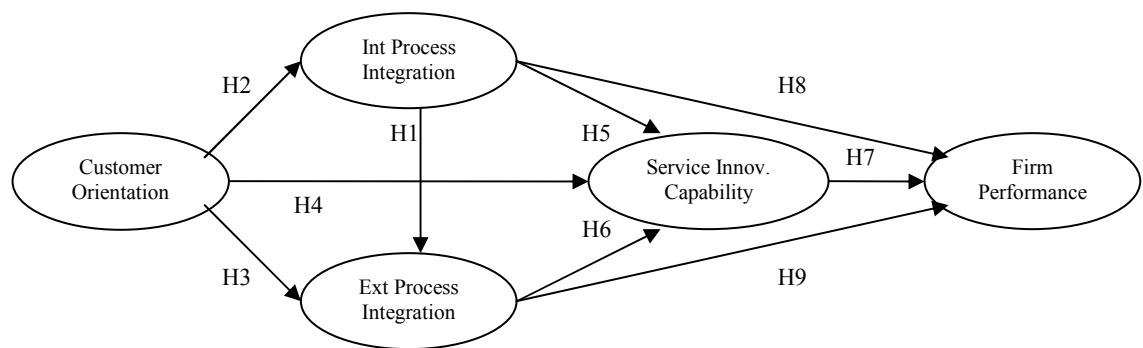 Int Process
Integration
H2
H8
H1
H5
Customer
Orientation
H4
Service Innov.
Capability
H7
Firm
Performance
H3
H6
Ext Process
Integration
H9